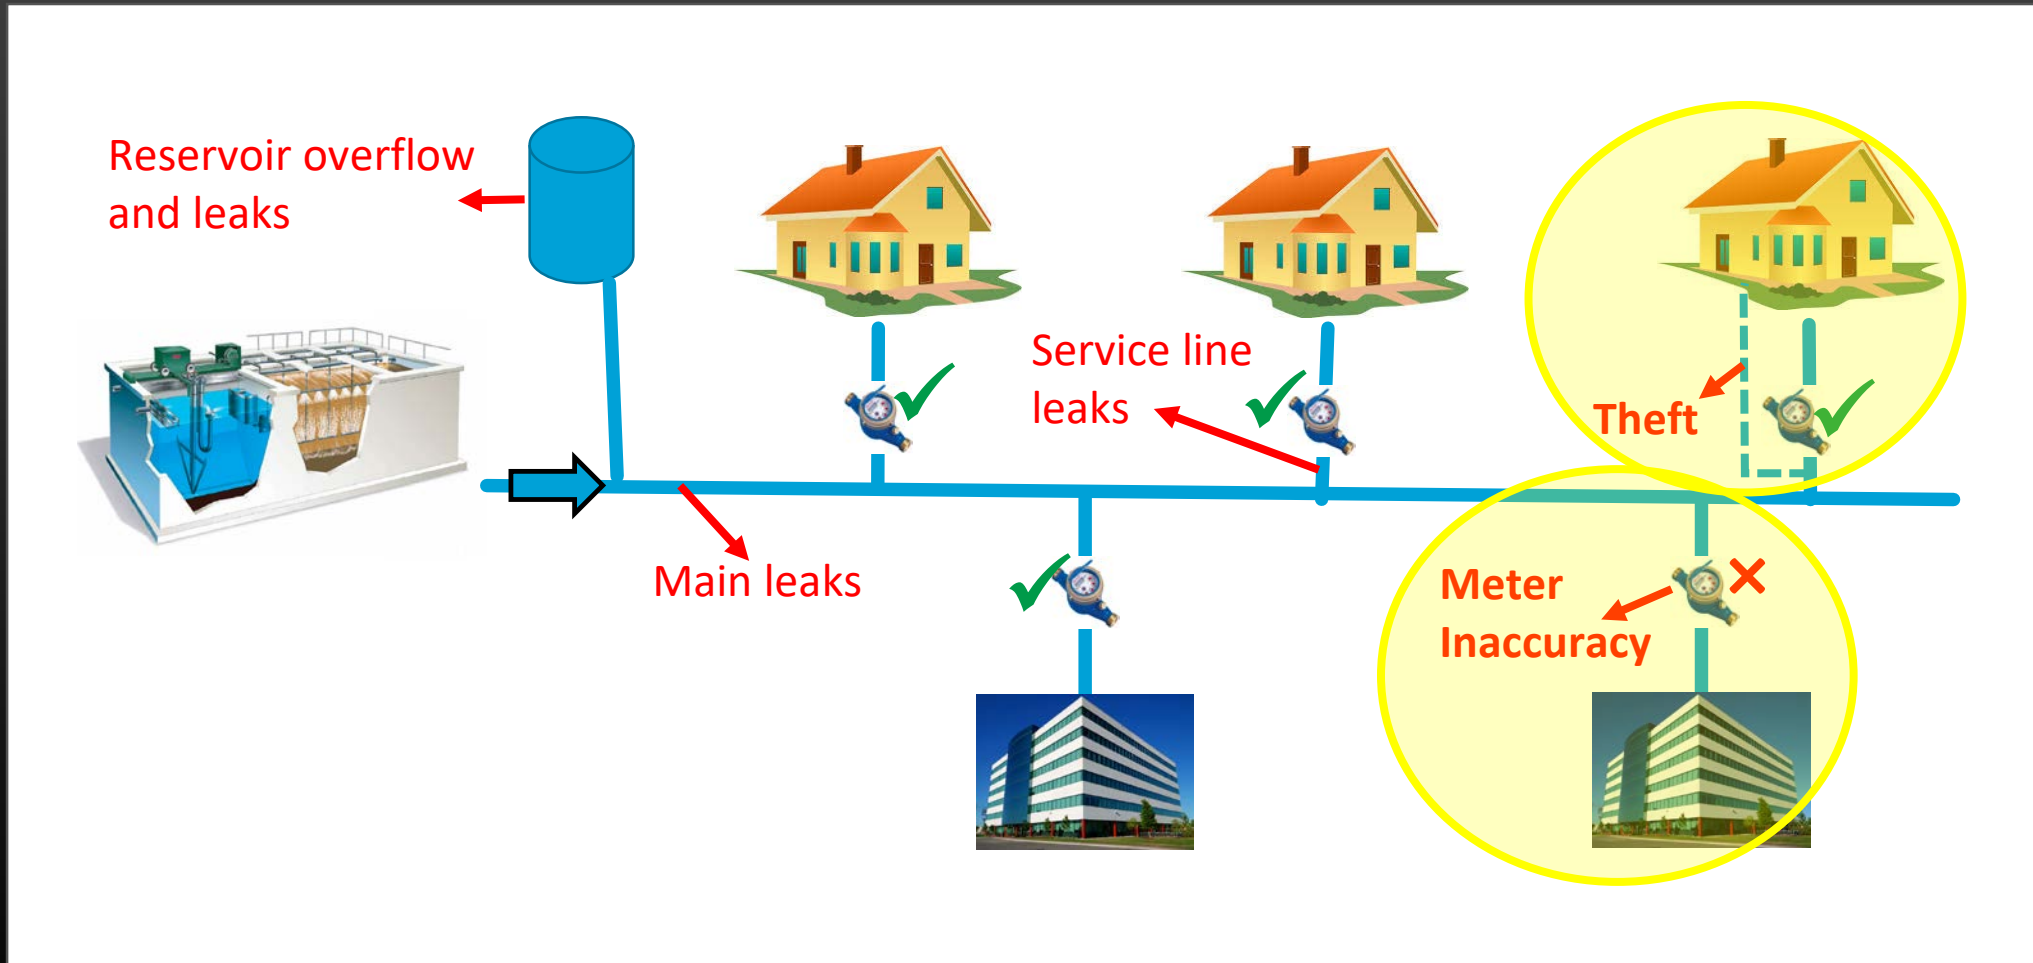 Reservoir overflow
and leaks
Service line
leaks
Theft
Main leaks
Meter
Inaccuracy